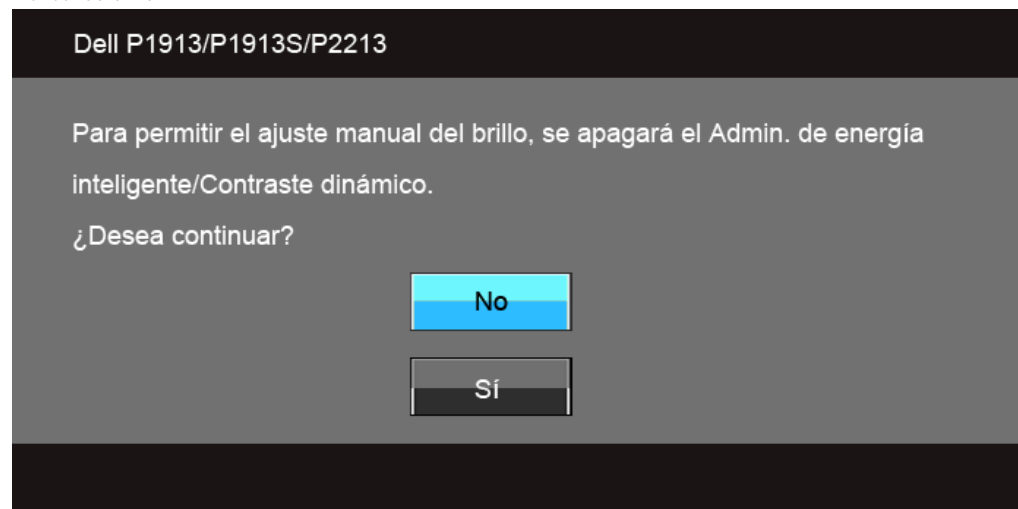 Dell P1913/P1913S/P2213
Para permitir el ajuste manual del brillo, se apagará el Admin. de energía
inteligente/Contraste dinámico.
¿Desea continuar?
No
Sí